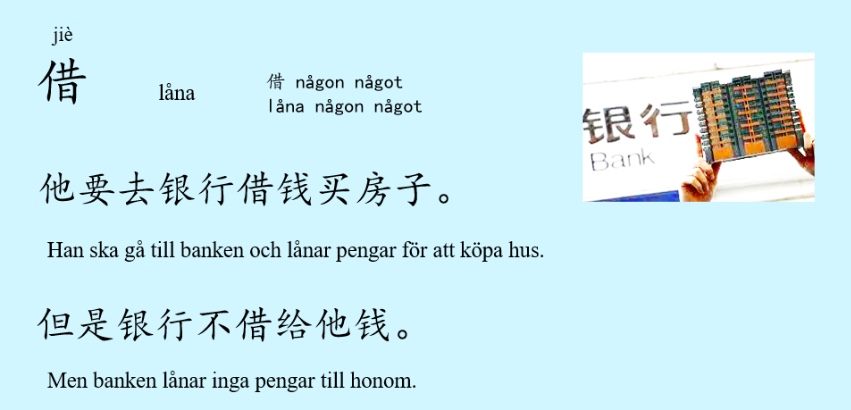 jiè
借
låna
借 någon något
låna någon något
银行
Bank
他要去银行借钱买房子。
Han ska gå till banken och lånar pengar för att köpa hus.
但是银行不借给他钱。
Men banken lånar inga pengar till honom.